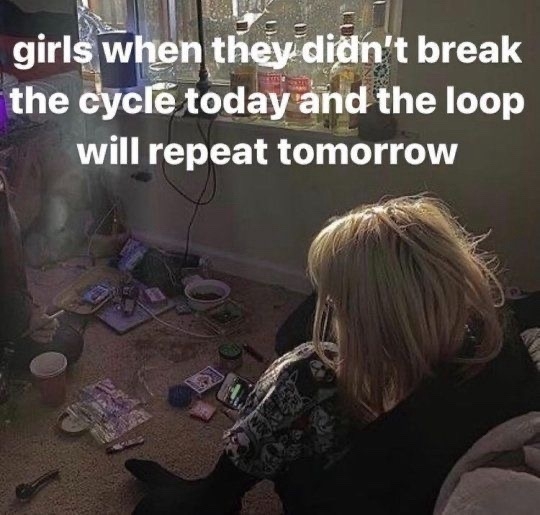 girls when they didn't break
the cycle today and the loop
will repeat tomorrow